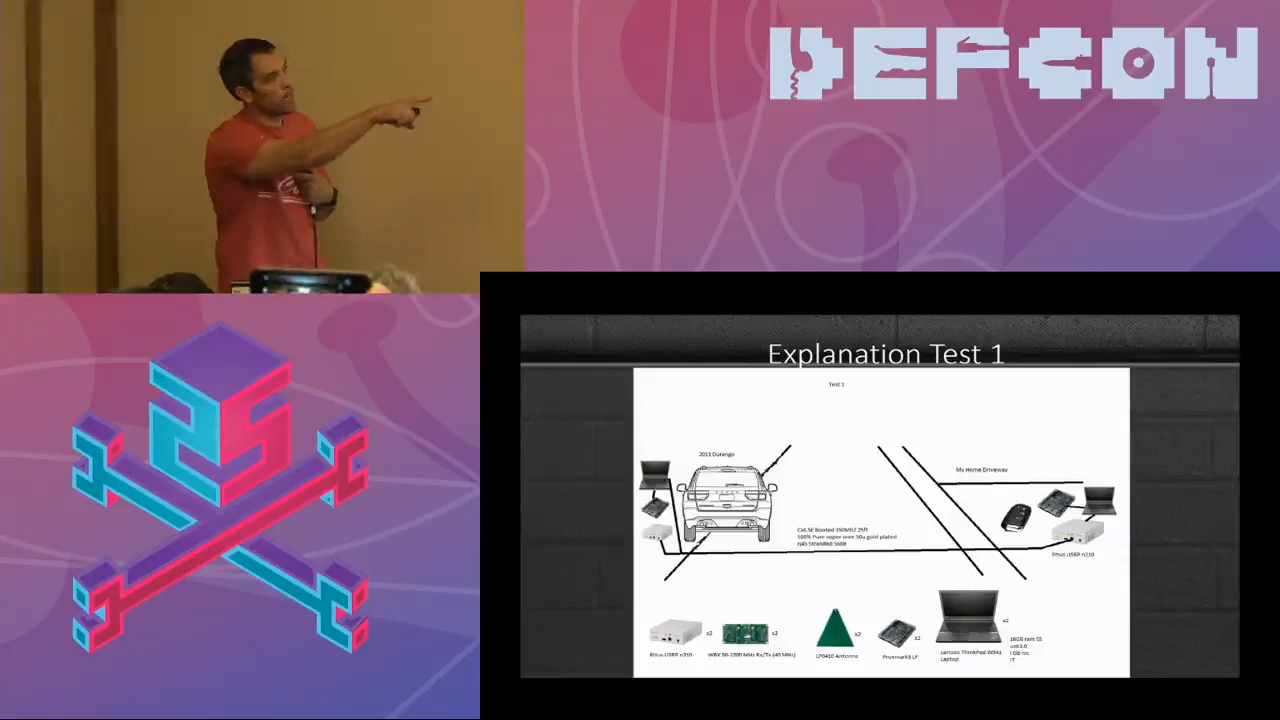 DEFCON
Explanation Test 1
Test 1
2013 Durango
My Home Driveway
Cat.5E Booted 350MhZ 25ft
100% Pure copier wire 50u gold plated
rj45 Stranded 568B
Ettus USRP n210
x2
x2
x2
x2
x2
Ettus USRP n210
WBX 50-2200 MHz Rx/Tx (40 MHz)
LP0410 Antenna
Proxmark3 LF
Lenovo ThinkPad W541
Laptop
16GB ram SS
usb3.0
I GB nic
i7